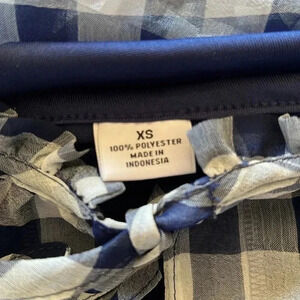 XS
100% POLYESTER
MADE IN
INDONESIA